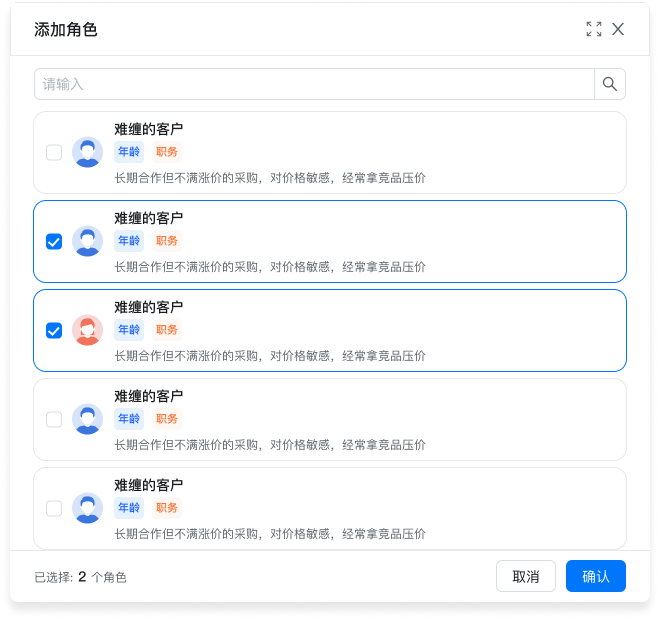 添加角色
请输入
难缠的客户
年龄 职务
长期合作但不满涨价的采购，对价格敏感，经常拿竞品压价
难缠的客户
年龄 职务
长期合作但不满涨价的采购，对价格敏感，经常拿竞品压价
难缠的客户
年龄 职务
长期合作但不满涨价的采购，对价格敏感，经常拿竞品压价
难缠的客户
年龄 职务
长期合作但不满涨价的采购，对价格敏感，经常拿竞品压价
难缠的客户
年龄 职务
长期合作但不满涨价的采购，对价格敏感，经常拿竞品压价
已选择: 2 个角色 取消 确认